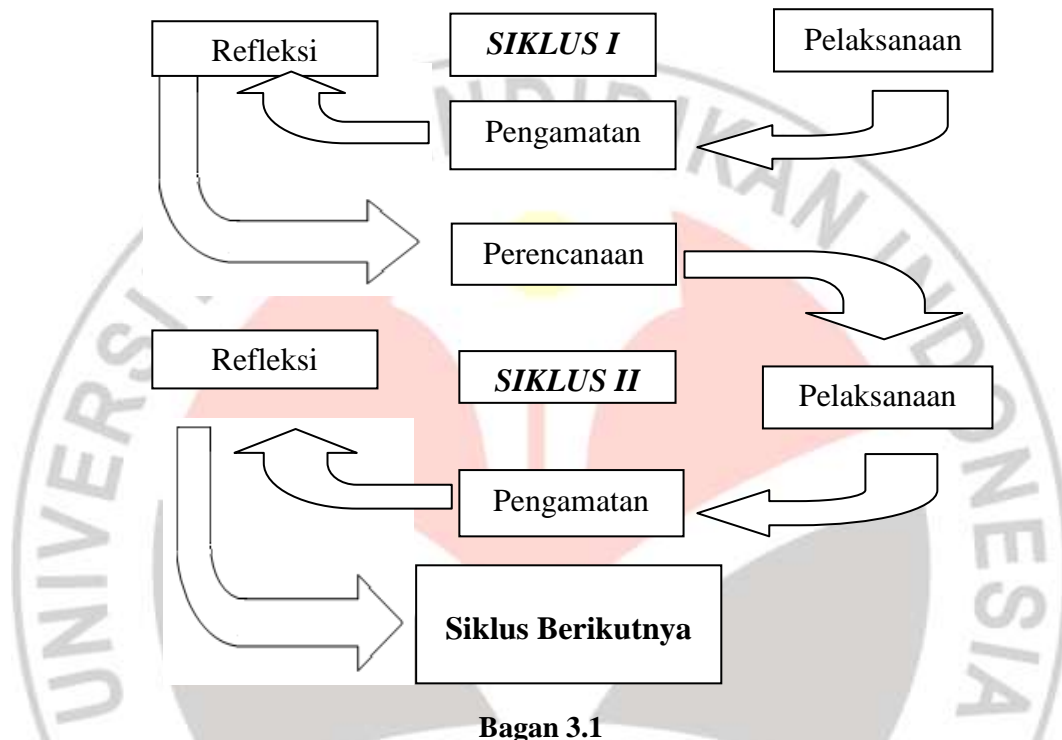 Refleksi
SIKLUS I
Pelaksanaan
Pengamatan
Perencanaan
Refleksi
SIKLUS II
Pelaksanaan
Pengamatan
Siklus Berikutnya
Bagan 3.1